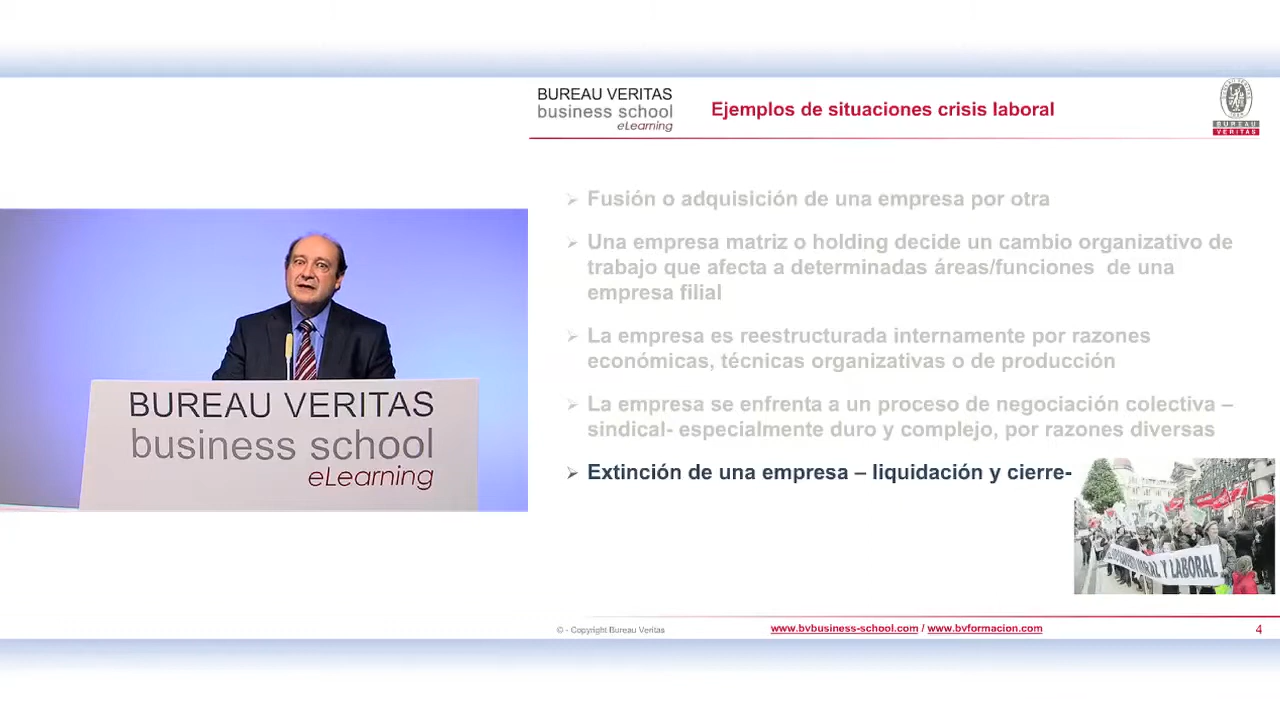 BUREAU VERITAS
business school
eLearning
Ejemplos de situaciones crisis laboral
BUREAU
VERITAS
➢ Fusión o adquisición de una empresa por otra
➢ Una empresa matriz o holding decide un cambio organizativo de
trabajo que afecta a determinadas áreas/funciones de una
empresa filial
➢ La empresa es reestructurada internamente por razones
económicas, técnicas organizativas o de producción
➢ La empresa se enfrenta a un proceso de negociación colectiva –
sindical- especialmente duro y complejo, por razones diversas
➢ Extinción de una empresa – liquidación y cierre-
Y LABORAL
BUREAU VERITAS
business school
eLearning
© - Copyright Bureau Veritas
www.bvbusiness-school.com / www.bvformacion.com
4